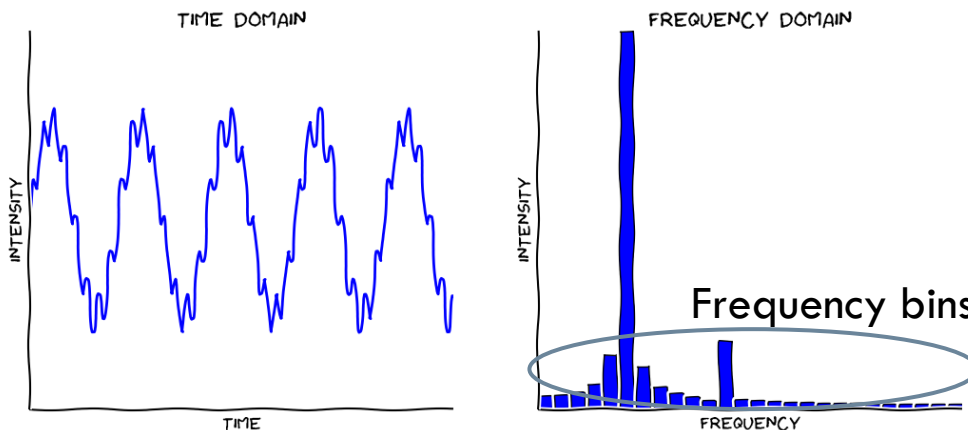 TIME DOMAIN
INTENSITY
TIME
FREQUENCY DOMAIN
INTENSITY
Frequency bins
FREQUENCY